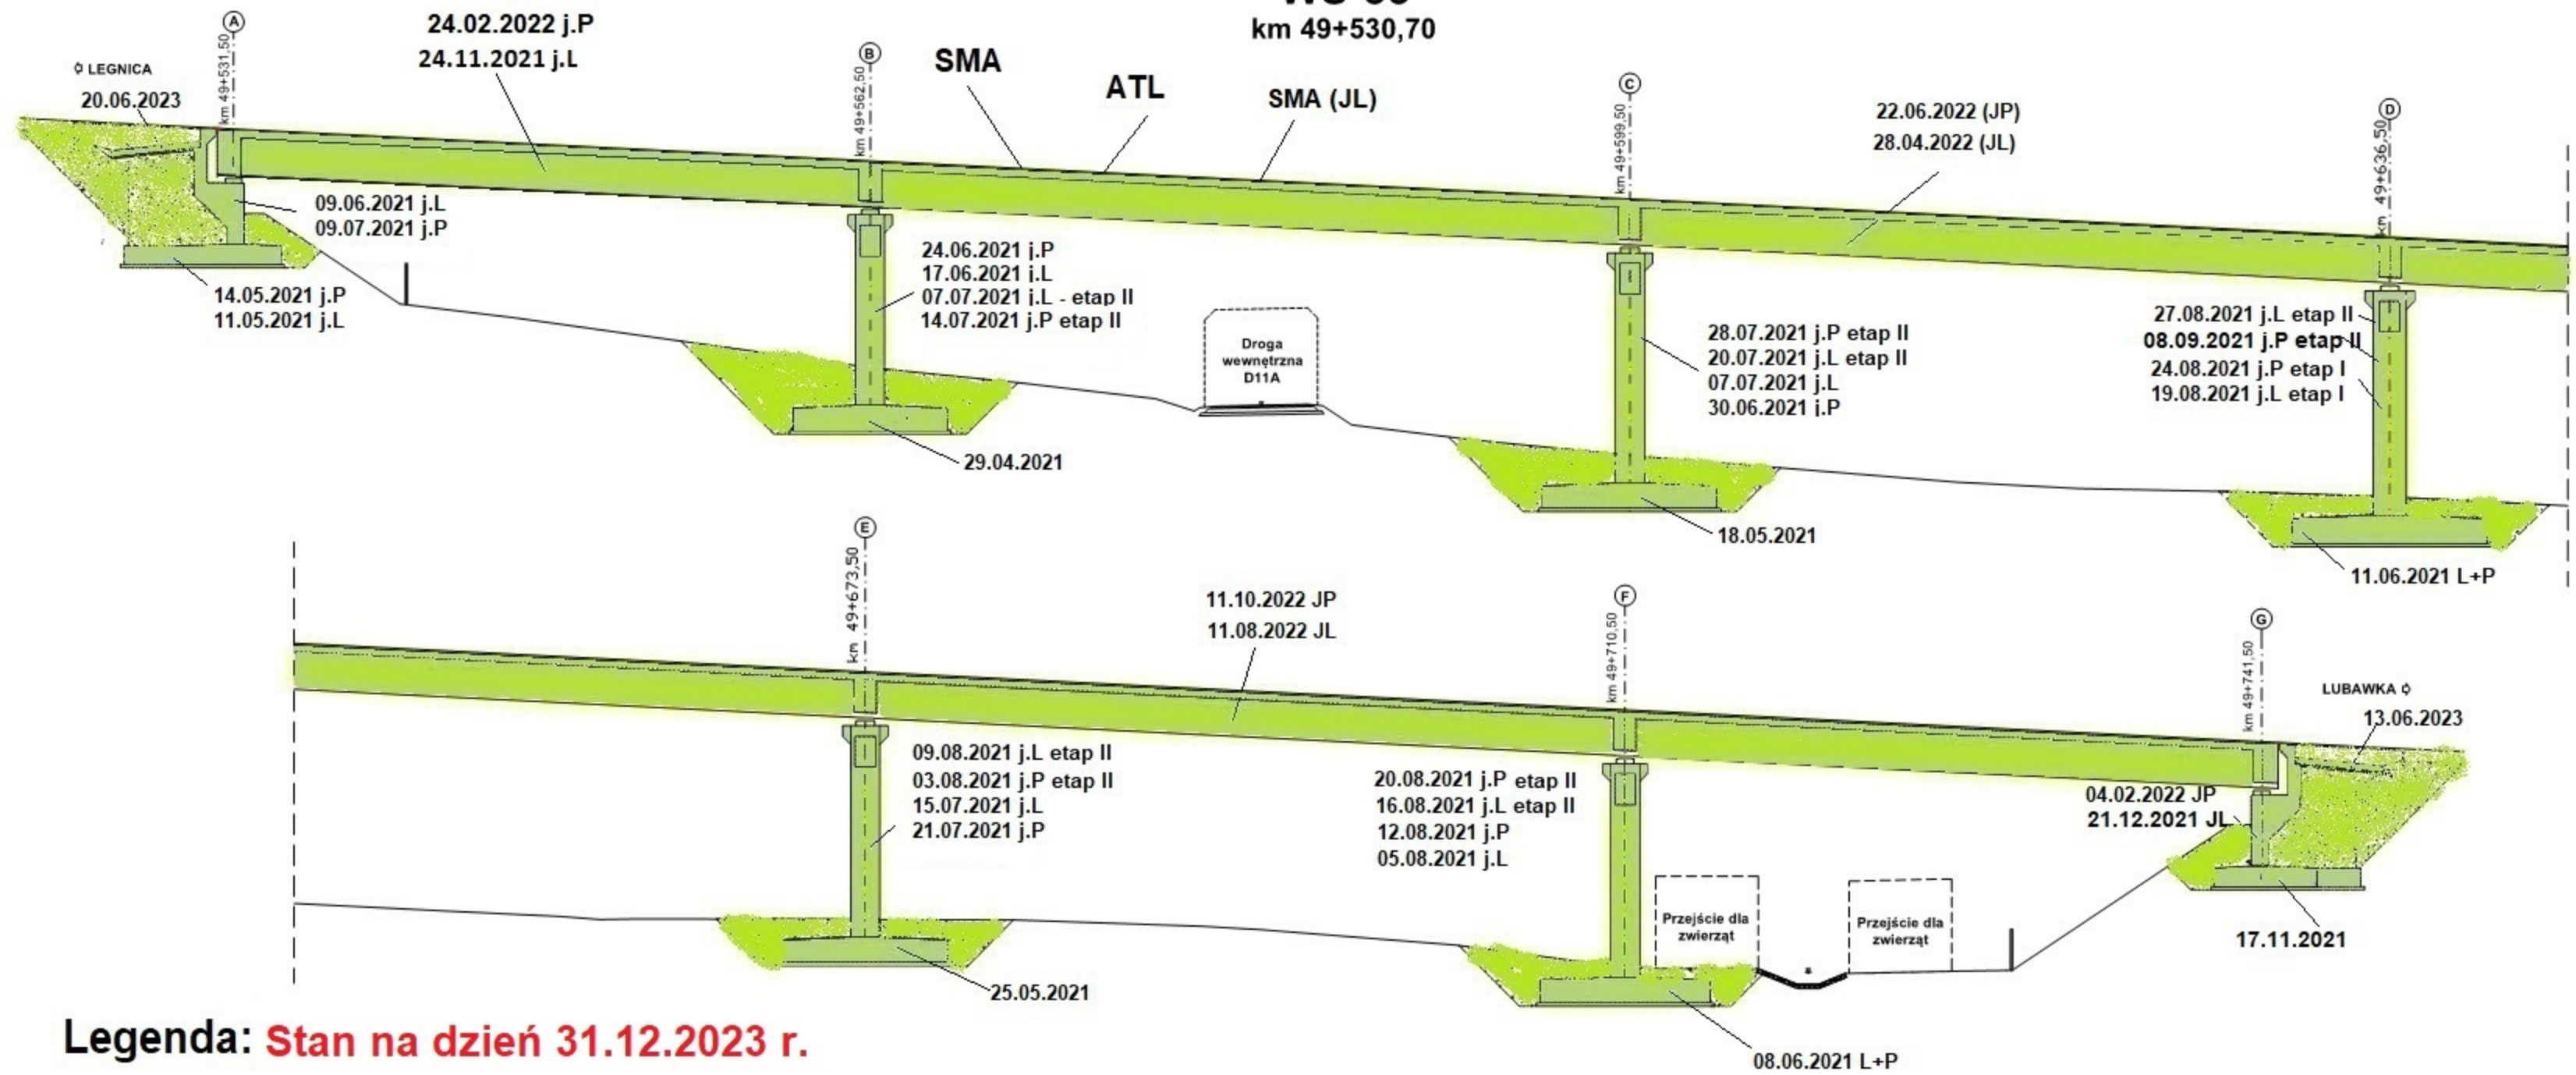 km 49+530,70
A
km 49+531,50
LEGNICA
20.06.2023
24.02.2022 j.P
24.11.2021 j.L
B
km 49+562,50
SMA
ATL
SMA (JL)
C
km 49+599,50
22.06.2022 (JP)
28.04.2022 (JL)
D
km 49+636,50
09.06.2021 j.L
09.07.2021 j.P
14.05.2021 j.P
11.05.2021 j.L
24.06.2021 j.P
17.06.2021 j.L
07.07.2021 j.L - etap II
14.07.2021 j.P etap II
29.04.2021
Droga
wewnętrzna
D11A
28.07.2021 j.P etap II
20.07.2021 j.L etap II
07.07.2021 j.L
30.06.2021 j.P
18.05.2021
27.08.2021 j.L etap II
08.09.2021 j.P etap II
24.08.2021 j.P etap I
19.08.2021 j.L etap I
11.06.2021 L+P
E
km 49+673,50
11.10.2022 JP
11.08.2022 JL
F
km 49+710,50
G
km 49+741,50
LUBAWKA
13.06.2023
09.08.2021 j.L etap II
03.08.2021 j.P etap II
15.07.2021 j.L
21.07.2021 j.P
25.05.2021
20.08.2021 j.P etap II
16.08.2021 j.L etap II
12.08.2021 j.P
05.08.2021 j.L
Przejście dla
zwierząt
Przejście dla
zwierząt
08.06.2021 L+P
04.02.2022 JP
21.12.2021 JL
17.11.2021
Legenda: Stan na dzień 31.12.2023 r.